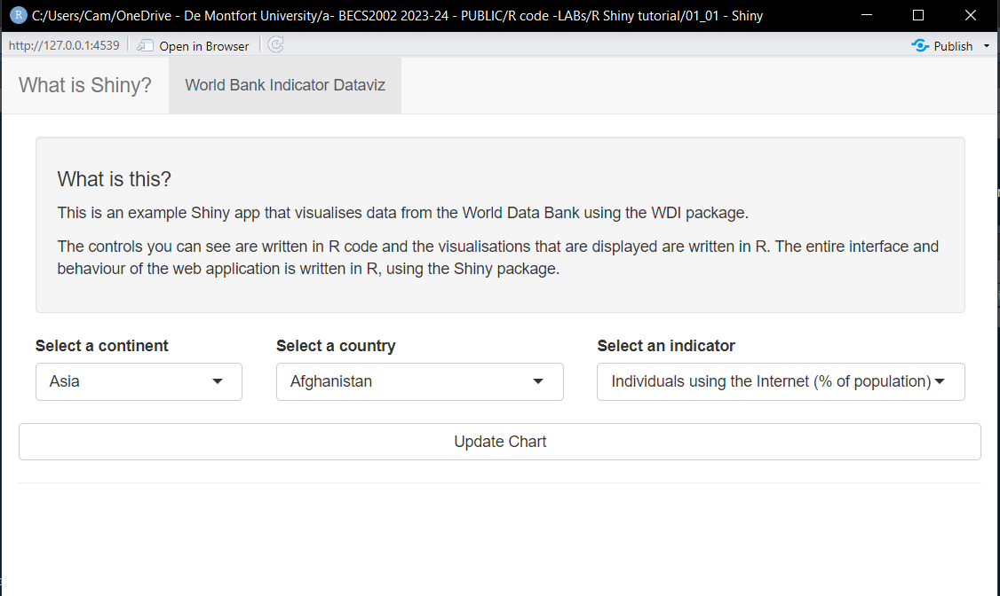 R C:/Users/Cam/OneDrive - De Montfort University/a- BECS2002 2023-24 - PUBLIC/R code -LABs/R Shiny tutorial/01_01 - Shiny
http://127.0.0.1:4539 Open in Browser Publish
What is Shiny? World Bank Indicator Dataviz
What is this?
This is an example Shiny app that visualises data from the World Data Bank using the WDI package.
The controls you can see are written in R code and the visualisations that are displayed are written in R. The entire interface and
behaviour of the web application is written in R, using the Shiny package.
Select a continent Select a country Select an indicator
Asia Afghanistan Individuals using the Internet (% of population)
Update Chart